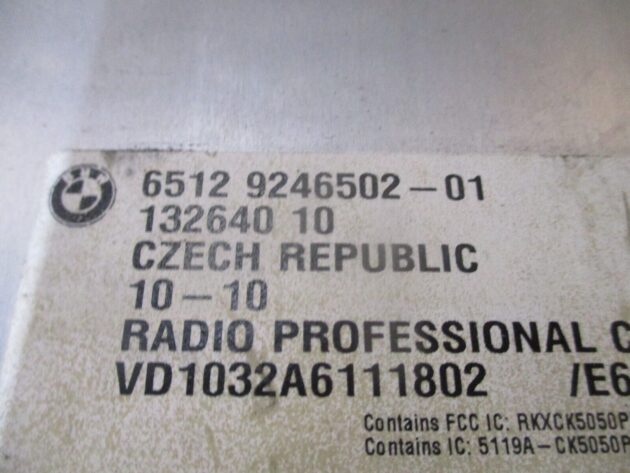 6512 9246502-01
132640 10
CZECH REPUBLIC
10-10
RADIO PROFESSIONAL C
VD1032A6111802 /E6
Contains FCC IC: RKXCK5050P
Contains IC: 5119A-CK5050P